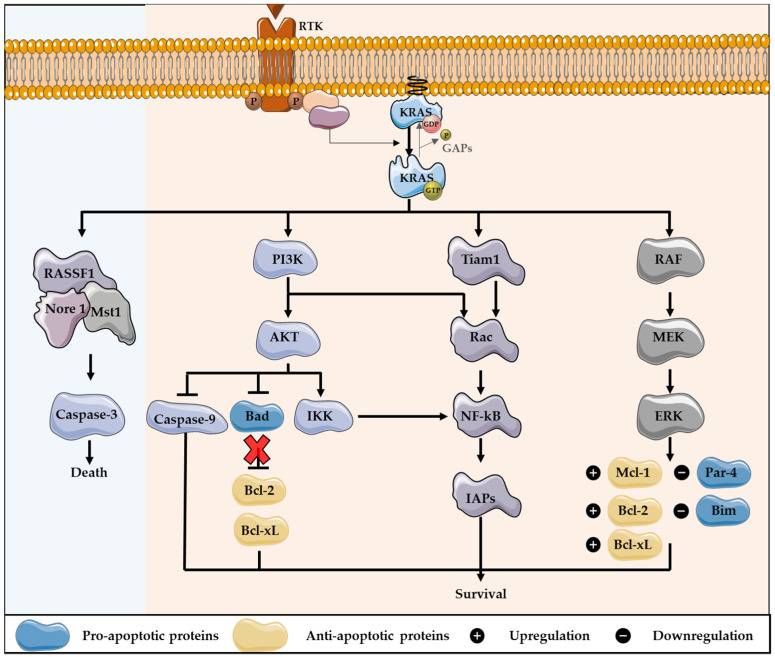 RTK
P
P
KRAS
GDP
P
GAPs
KRAS
GTP
RASSF1
Nore 1
Mst1
PI3K
Tiam1
RAF
AKT
Rac
MEK
Caspase-3
Caspase-9
Bad
IKK
NF-kB
ERK
Death
Bcl-2
Bcl-xL
IAPs
+ Mcl-1 − Par-4
+ Bcl-2 − Bim
+ Bcl-xL
Survival
Pro-apoptotic proteins Anti-apoptotic proteins + Upregulation − Downregulation